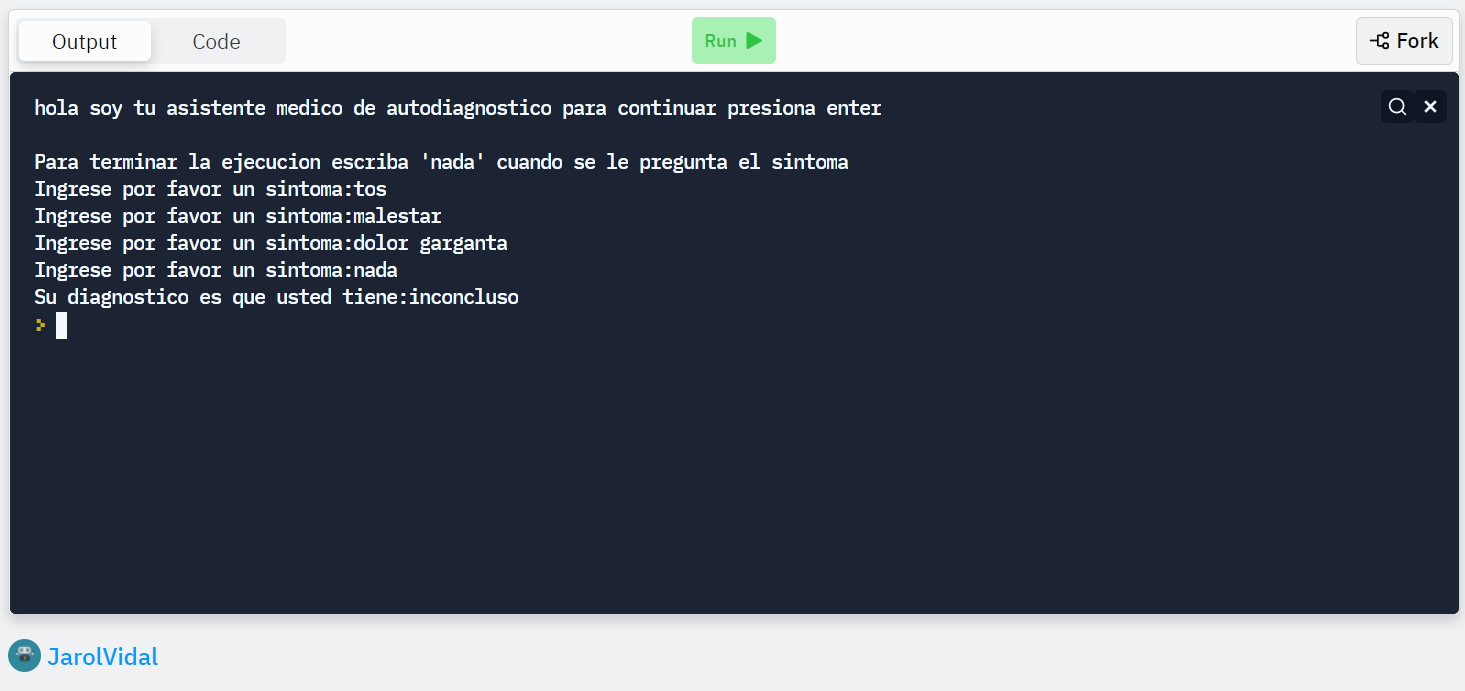 Output Code Run Fork
hola soy tu asistente medico de autodiagnostico para continuar presiona enter
Para terminar la ejecucion escriba 'nada' cuando se le pregunta el sintoma
Ingrese por favor un sintoma:tos
Ingrese por favor un sintoma:malestar
Ingrese por favor un sintoma:dolor garganta
Ingrese por favor un sintoma:nada
Su diagnostico es que usted tiene:inconcluso
JarolVidal